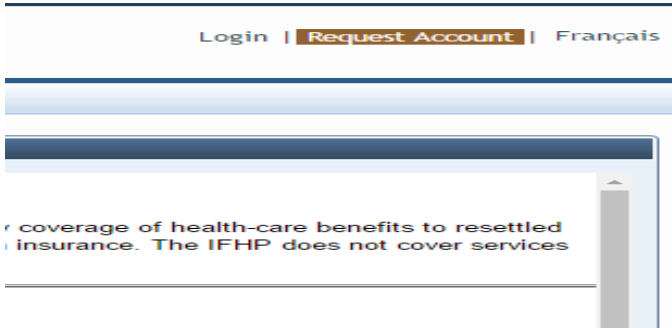 Login | Request Account | Français
coverage of health-care benefits to resettled
insurance. The IFHP does not cover services